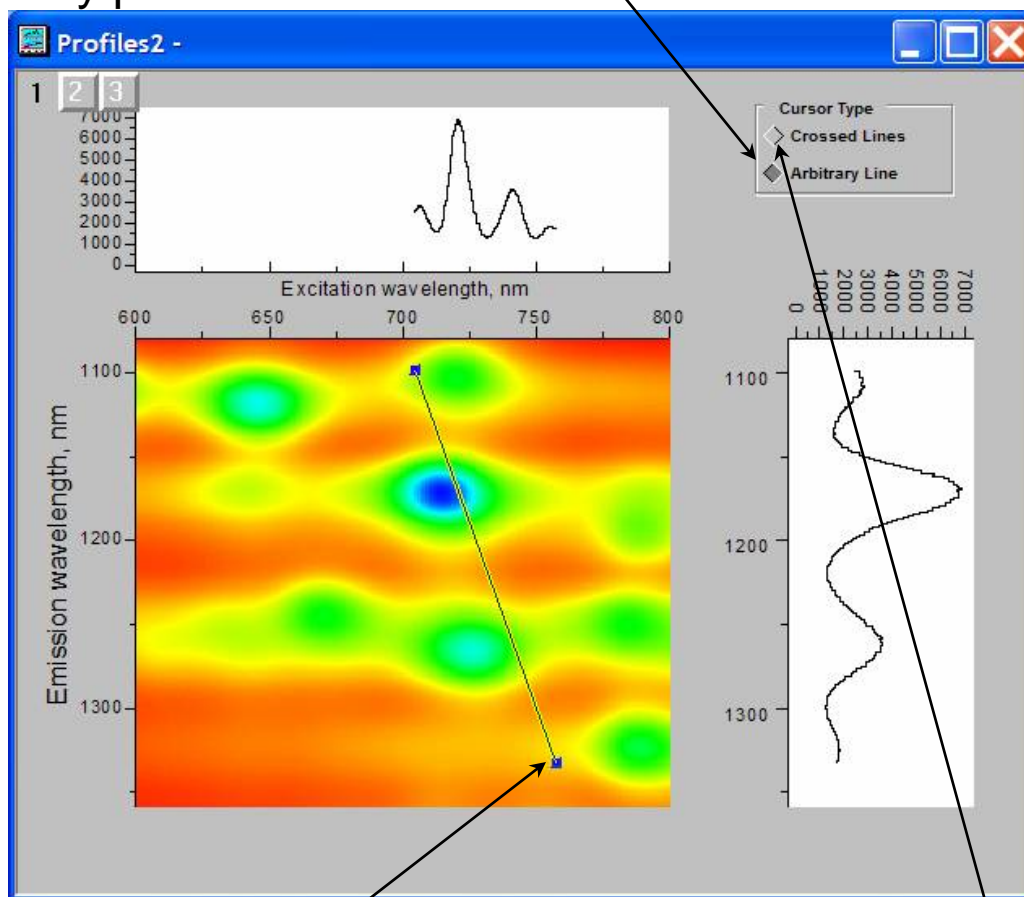 Profiles2 -
1 2 3
7000
6000
5000
4000
3000
2000
1000
0
Cursor Type
Crossed Lines
Arbitrary Line
Excitation wavelength, nm
600 650 700 750 800
Emission wavelength, nm
1100
1200
1300
0 1000 2000 3000 4000 5000 6000 7000
1100
1200
1300